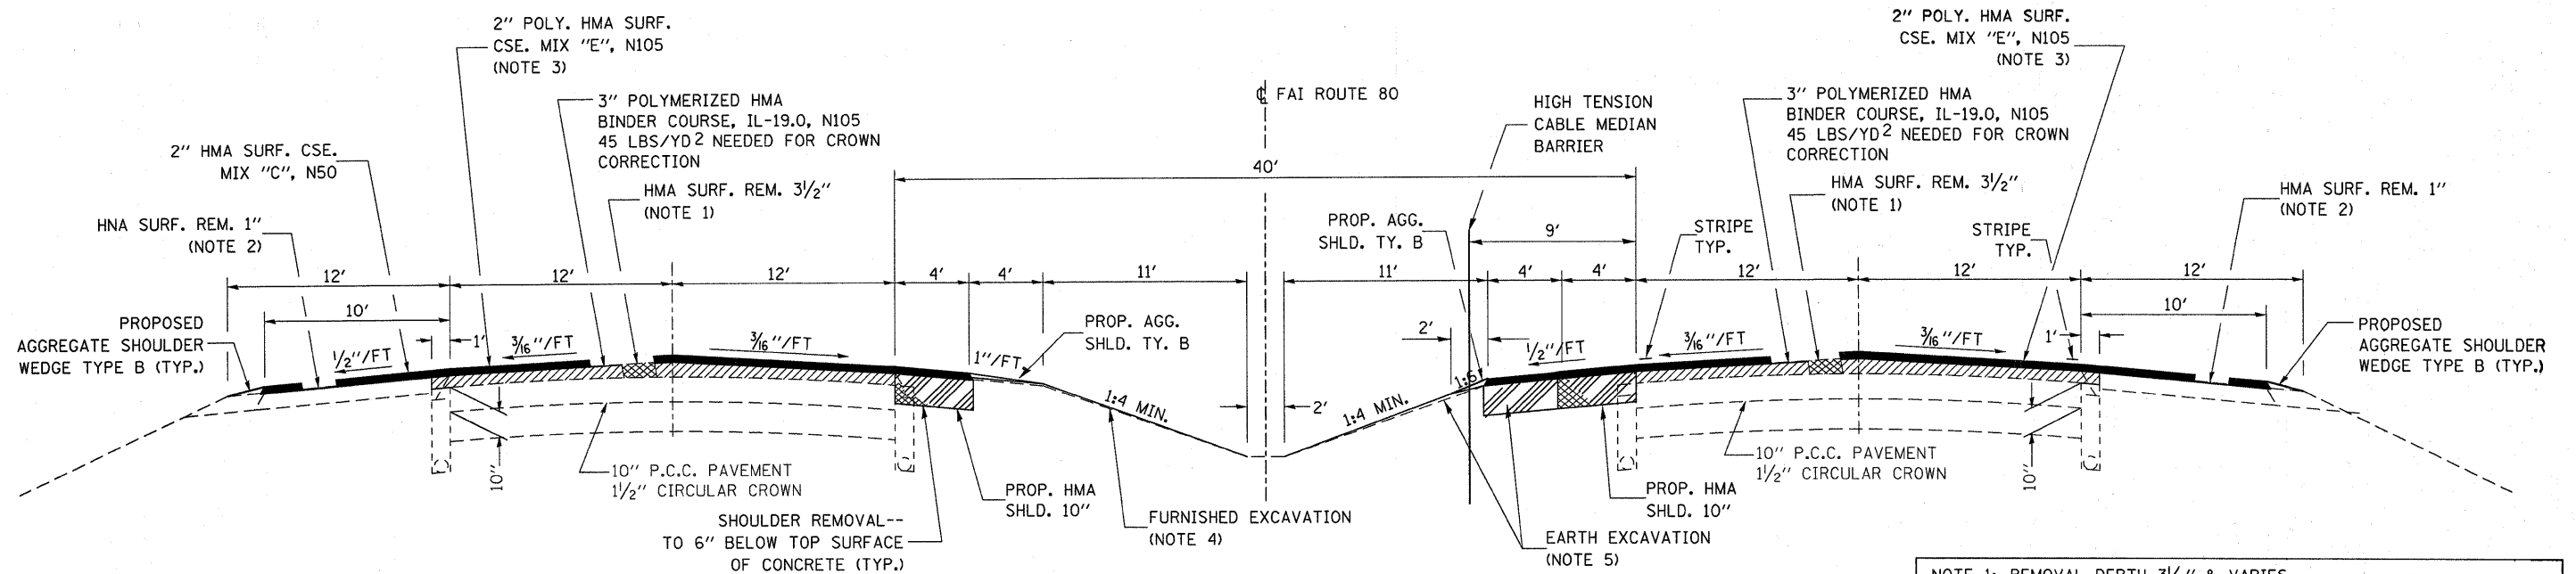 2" POLY. HMA SURF.
CSE. MIX "E", N105
(NOTE 3)
3" POLYMERIZED HMA
BINDER COURSE, IL-19.0, N105
45 LBS/YD² NEEDED FOR CROWN
CORRECTION
2" HMA SURF. CSE.
MIX "C", N50
HMA SURF. REM. 3½"
(NOTE 1)
HNA SURF. REM. 1"
(NOTE 2)
℄ FAI ROUTE 80
40'
HIGH TENSION
CABLE MEDIAN
BARRIER
2" POLY. HMA SURF.
CSE. MIX "E", N105
(NOTE 3)
3" POLYMERIZED HMA
BINDER COURSE, IL-19.0, N105
45 LBS/YD² NEEDED FOR CROWN
CORRECTION
HMA SURF. REM. 3½"
(NOTE 1)
HMA SURF. REM. 1"
(NOTE 2)
PROP. AGG.
SHLD. TY. B
9'
STRIPE
TYP.
STRIPE
TYP.
12' 12' 12' 4' 4' 11' 11' 4' 4' 12' 12' 12'
10'
10'
PROPOSED
AGGREGATE SHOULDER
WEDGE TYPE B (TYP.)
1/2"/FT
1'
3/16"/FT
3/16"/FT
1"/FT
PROP. AGG.
SHLD. TY. B
2'
1/2"/FT
3/16"/FT
3/16"/FT
1'
PROPOSED
AGGREGATE SHOULDER
WEDGE TYPE B (TYP.)
1:4 MIN.
2'
1:4 MIN.
1:6
10"
10" P.C.C. PAVEMENT
1½" CIRCULAR CROWN
PROP. HMA
SHLD. 10"
SHOULDER REMOVAL--
TO 6" BELOW TOP SURFACE
OF CONCRETE (TYP.)
FURNISHED EXCAVATION
(NOTE 4)
EARTH EXCAVATION
(NOTE 5)
PROP. HMA
SHLD. 10"
10" P.C.C. PAVEMENT
1½" CIRCULAR CROWN
10"